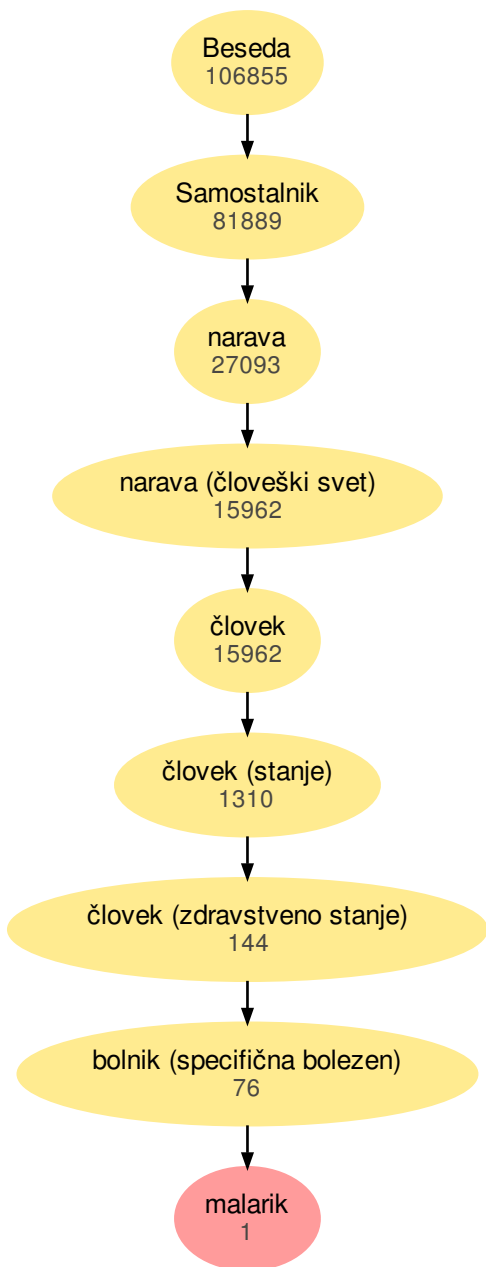 Beseda
106855
Samostalnik
81889
narava
27093
narava (človeški svet)
15962
človek
15962
človek (stanje)
1310
človek (zdravstveno stanje)
144
bolnik (specifična bolezen)
76
malarik
1